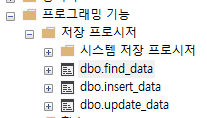 프로그래밍 기능
저장 프로시저
시스템 저장 프로시저
dbo.find_data
dbo.insert_data
dbo.update_data